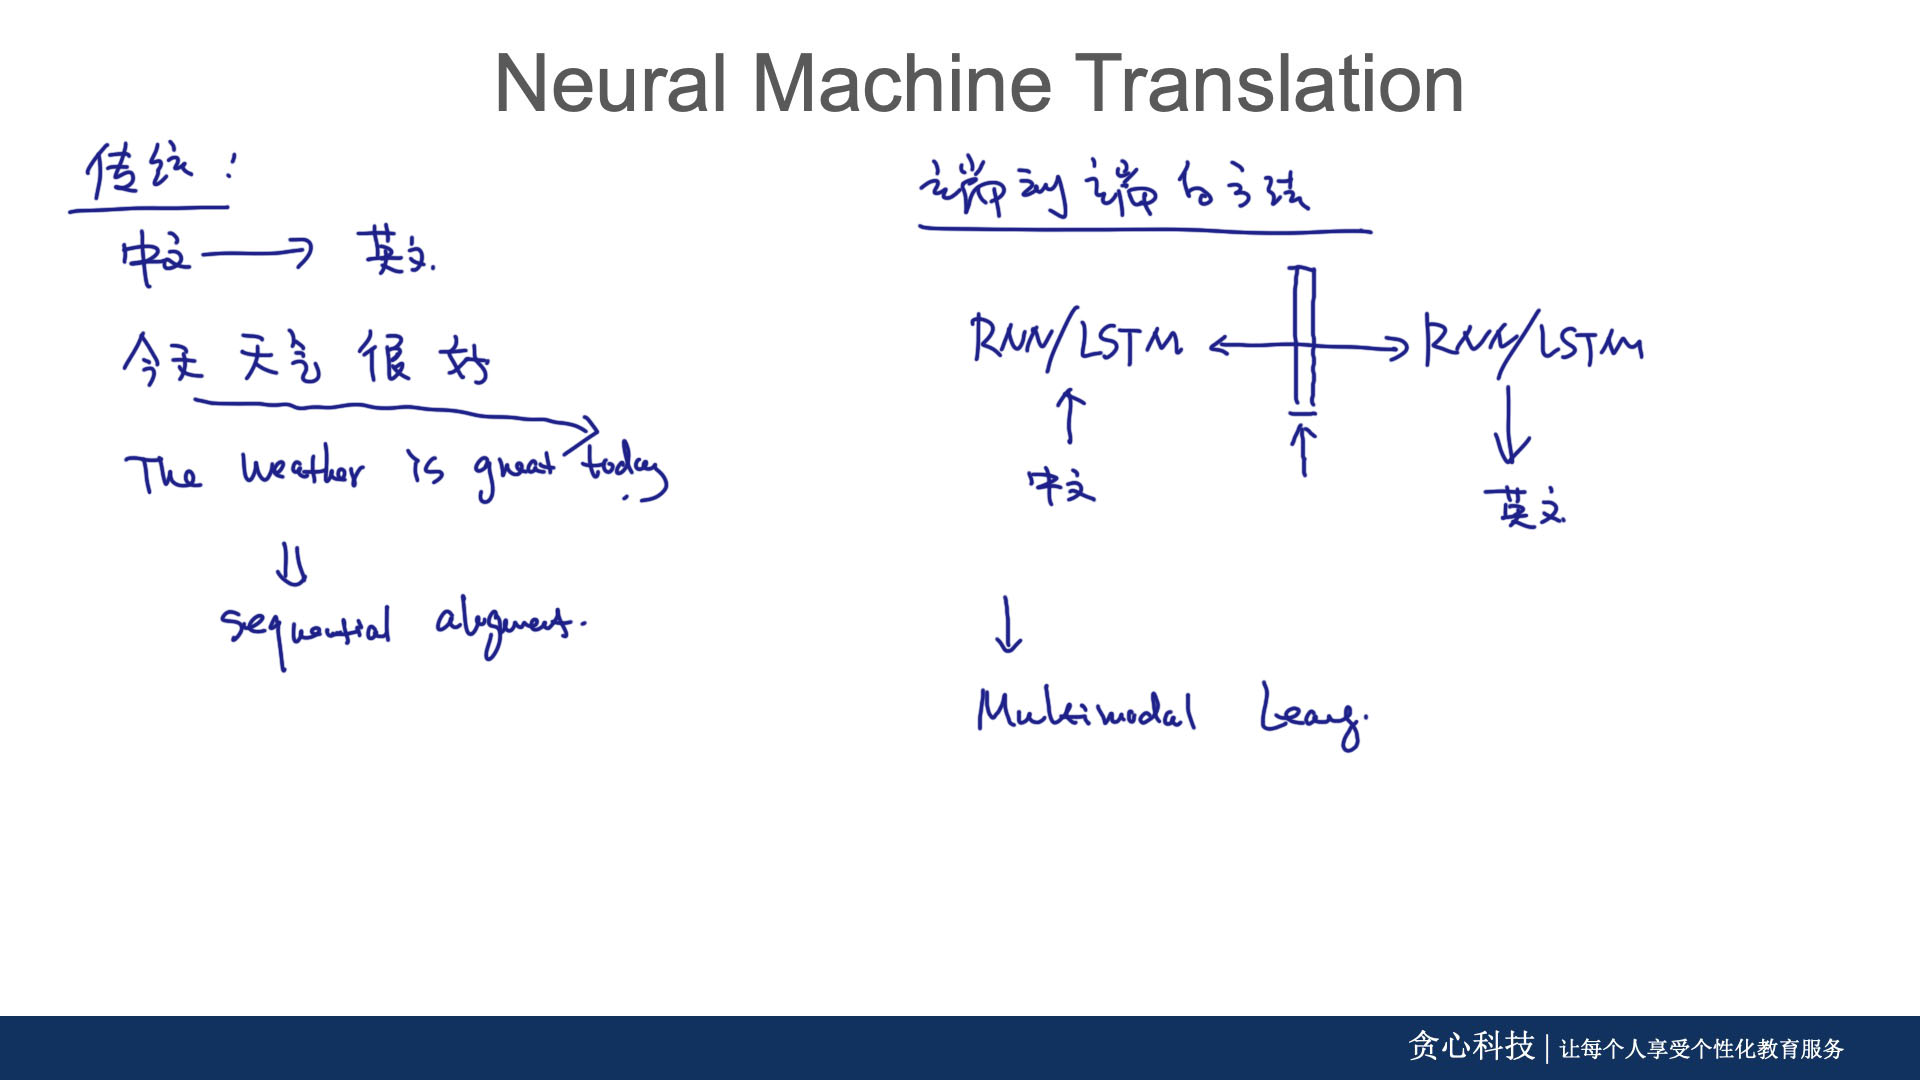 Neural Machine Translation
传统:
中文 → 英文.
今天 天气 很 好
The weather is great today.
⇓
sequential alignment.
端到端的方法
RNN/LSTM ↔ RNN/LSTM
中文
英文.
Multimodal
贪心科技 | 让每个人享受个性化教育服务